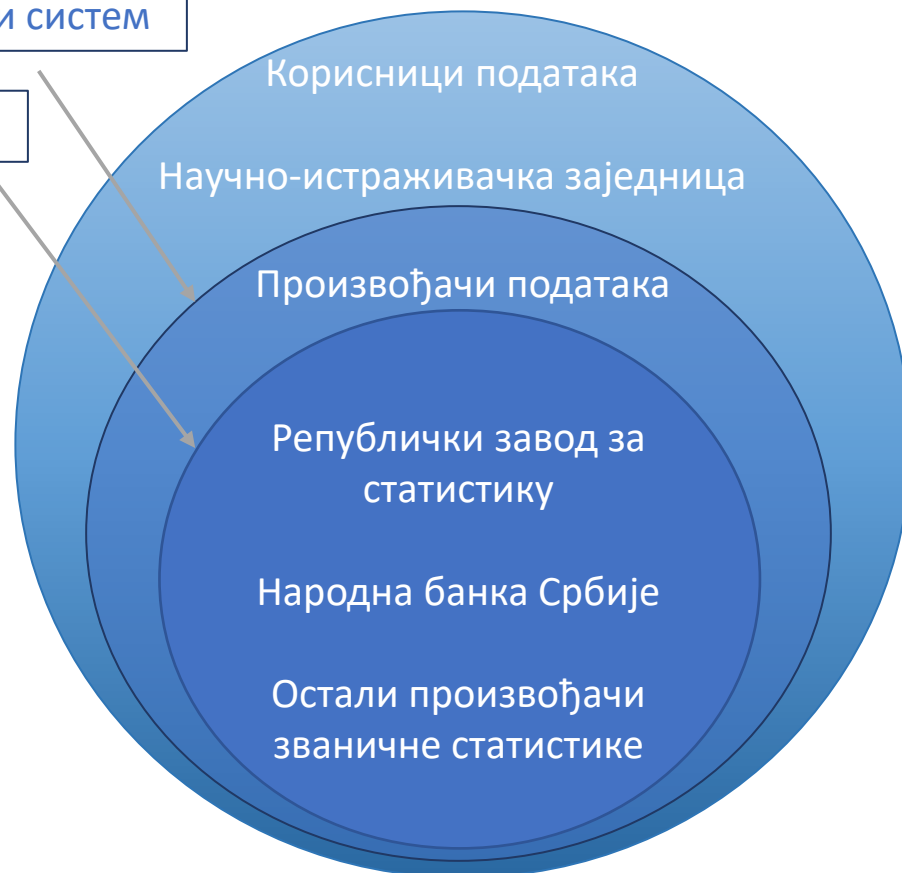 и систем
Корисници података
Научно-истраживачка заједница
Произвођачи података
Републички завод за
статистику
Народна банка Србије
Остали произвођачи
званичне статистике